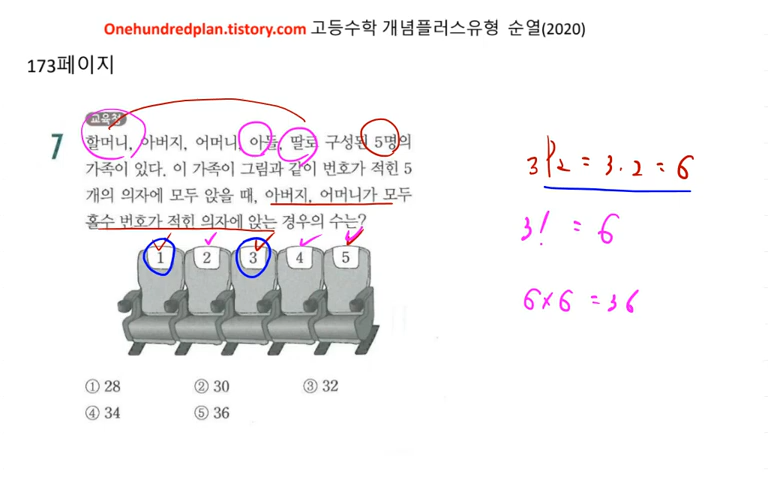 Onehundredplan.tistory.com 고등수학 개념플러스유형 순열(2020)
173페이지
교육청
7
할머니, 아버지, 어머니, 아들, 딸로 구성된 5명의
가족이 있다. 이 가족이 그림과 같이 번호가 적힌 5
개의 의자에 모두 앉을 때, 아버지, 어머니가 모두
홀수 번호가 적힌 의자에 앉는 경우의 수는?
1 2 3 4 5
① 28 ② 30 ③ 32
④ 34 ⑤ 36
3P2 = 3.2 = 6
3! = 6
6×6 = 36